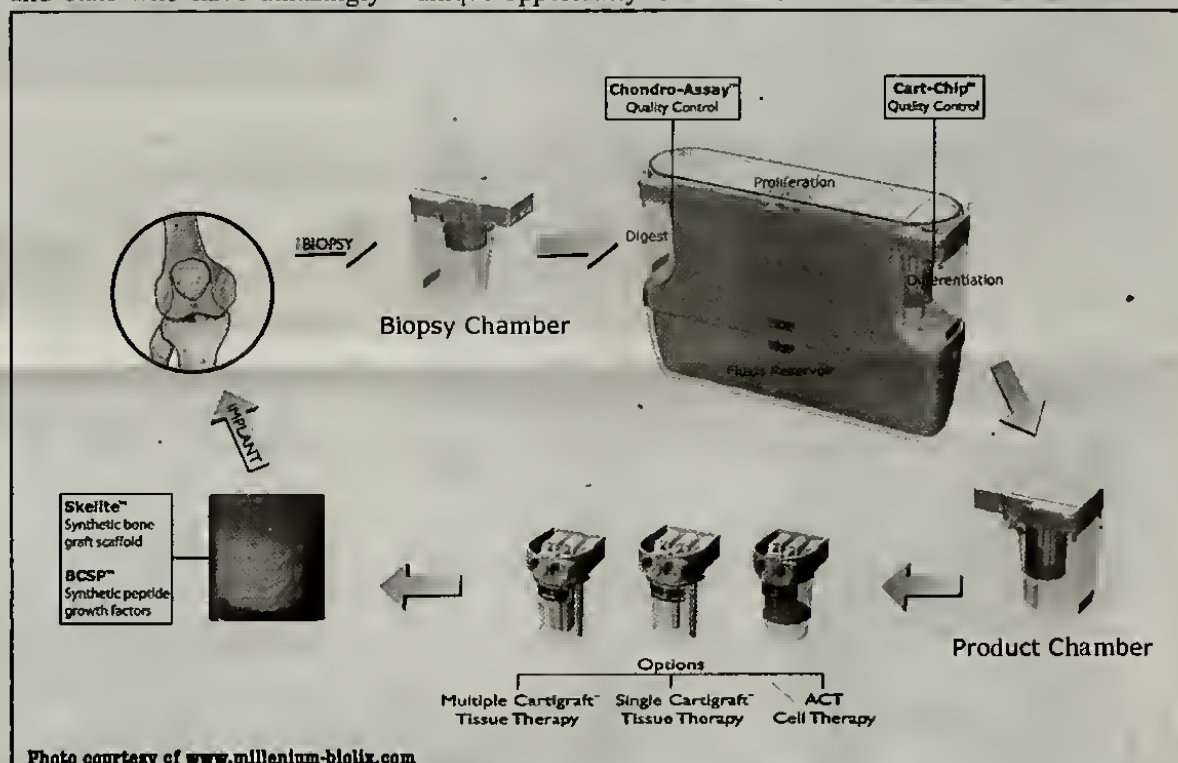 Chondro-Assay™
Quality Control
Cart-Chip™
Quality Control
Proliferation
Digest
Differentiation
Fluids Reservoir
BIOPSY
Biopsy Chamber
IMPLANT
Skelite™
Synthetic bone
graft scaffold
BCSP™
Synthetic peptide
growth factors
Product Chamber
Options
Multiple Cartigraft™
Tissue Therapy
Single Cartigraft™
Tissue Therapy
ACT
Cell Therapy
Photo courtesy of www.millenium-biolix.com